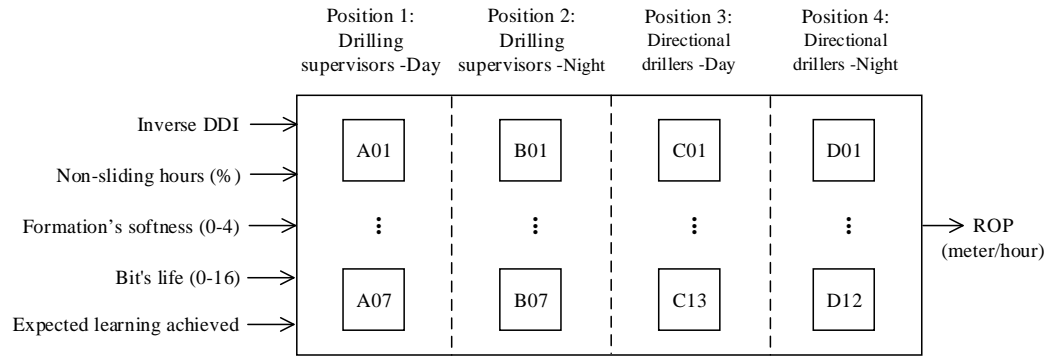 Position 1:
Drilling
supervisors -Day
Position 2:
Drilling
supervisors -Night
Position 3:
Directional
drillers -Day
Position 4:
Directional
drillers -Night
Inverse DDI
Non-sliding hours (%)
Formation's softness (0-4)
Bit's life (0-16)
Expected learning achieved
A01
B01
C01
D01
A07
B07
C13
D12
ROP
(meter/hour)